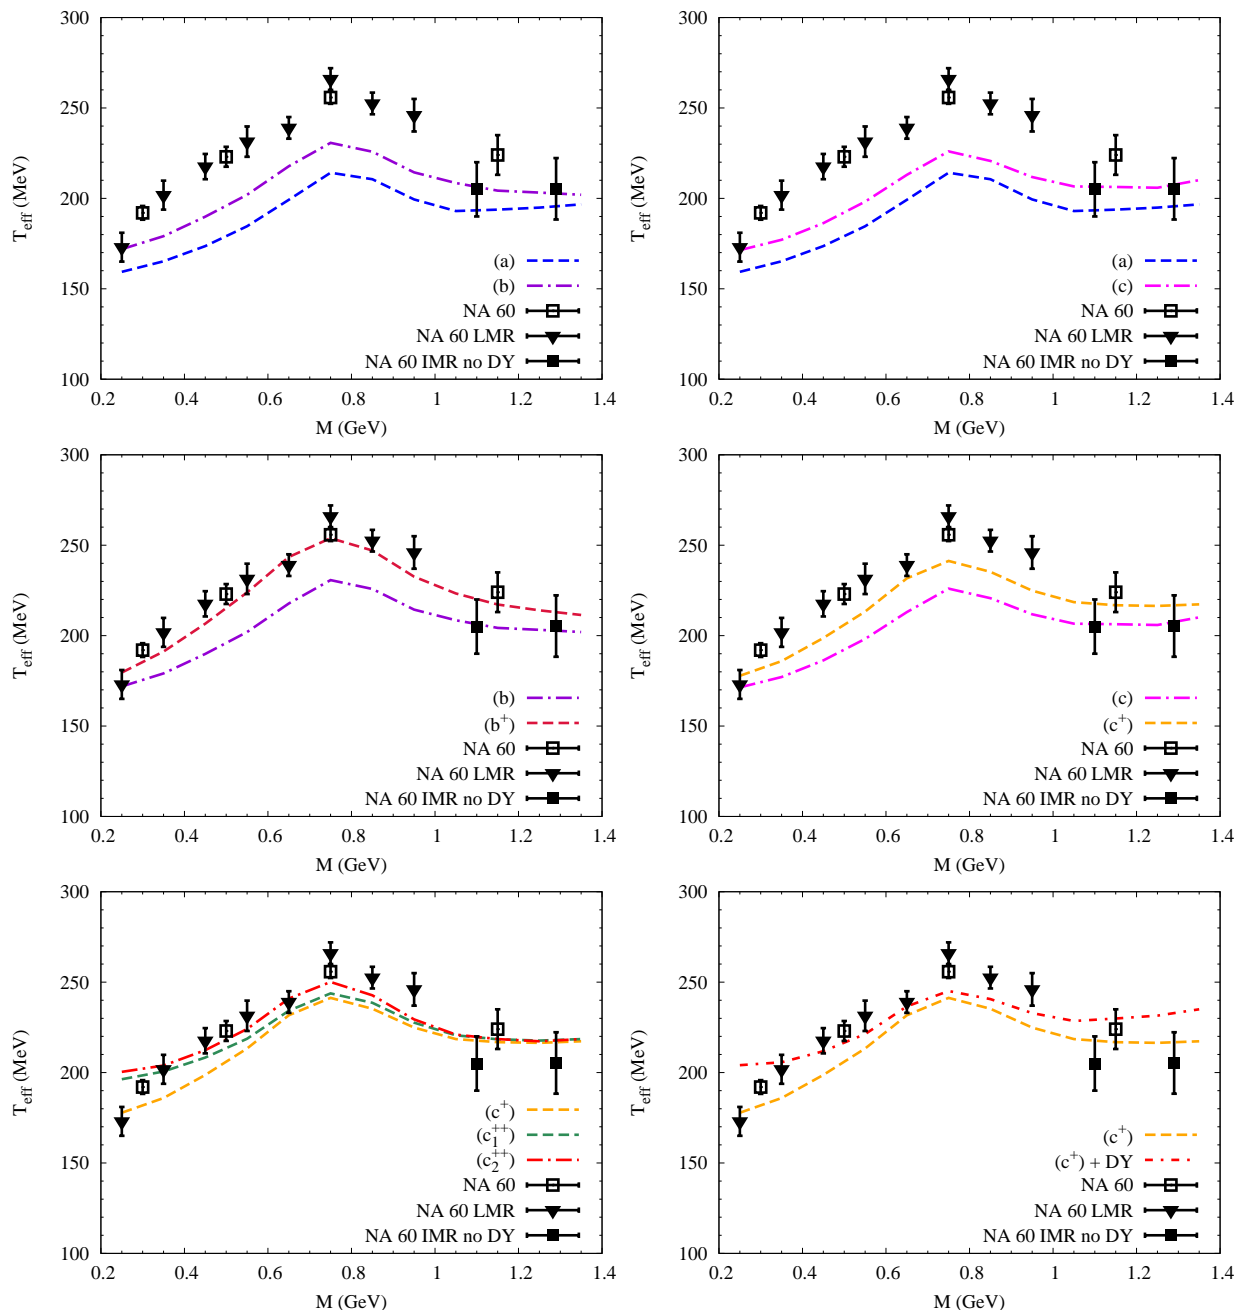 300
250
200
150
100
0.2 0.4 0.6 0.8 1 1.2 1.4
T_eff (MeV)
M (GeV)
(a)
(b)
NA 60
NA 60 LMR
NA 60 IMR no DY
300
250
200
150
100
0.2 0.4 0.6 0.8 1 1.2 1.4
T_eff (MeV)
M (GeV)
(a)
(c)
NA 60
NA 60 LMR
NA 60 IMR no DY
300
250
200
150
100
0.2 0.4 0.6 0.8 1 1.2 1.4
T_eff (MeV)
M (GeV)
(b)
(b^+)
NA 60
NA 60 LMR
NA 60 IMR no DY
300
250
200
150
100
0.2 0.4 0.6 0.8 1 1.2 1.4
T_eff (MeV)
M (GeV)
(c)
(c^+)
NA 60
NA 60 LMR
NA 60 IMR no DY
300
250
200
150
100
0.2 0.4 0.6 0.8 1 1.2 1.4
T_eff (MeV)
M (GeV)
(c^+)
(c_1^++)
(c_2^++)
NA 60
NA 60 LMR
NA 60 IMR no DY
300
250
200
150
100
0.2 0.4 0.6 0.8 1 1.2 1.4
T_eff (MeV)
M (GeV)
(c^+)
(c^+) + DY
NA 60
NA 60 LMR
NA 60 IMR no DY